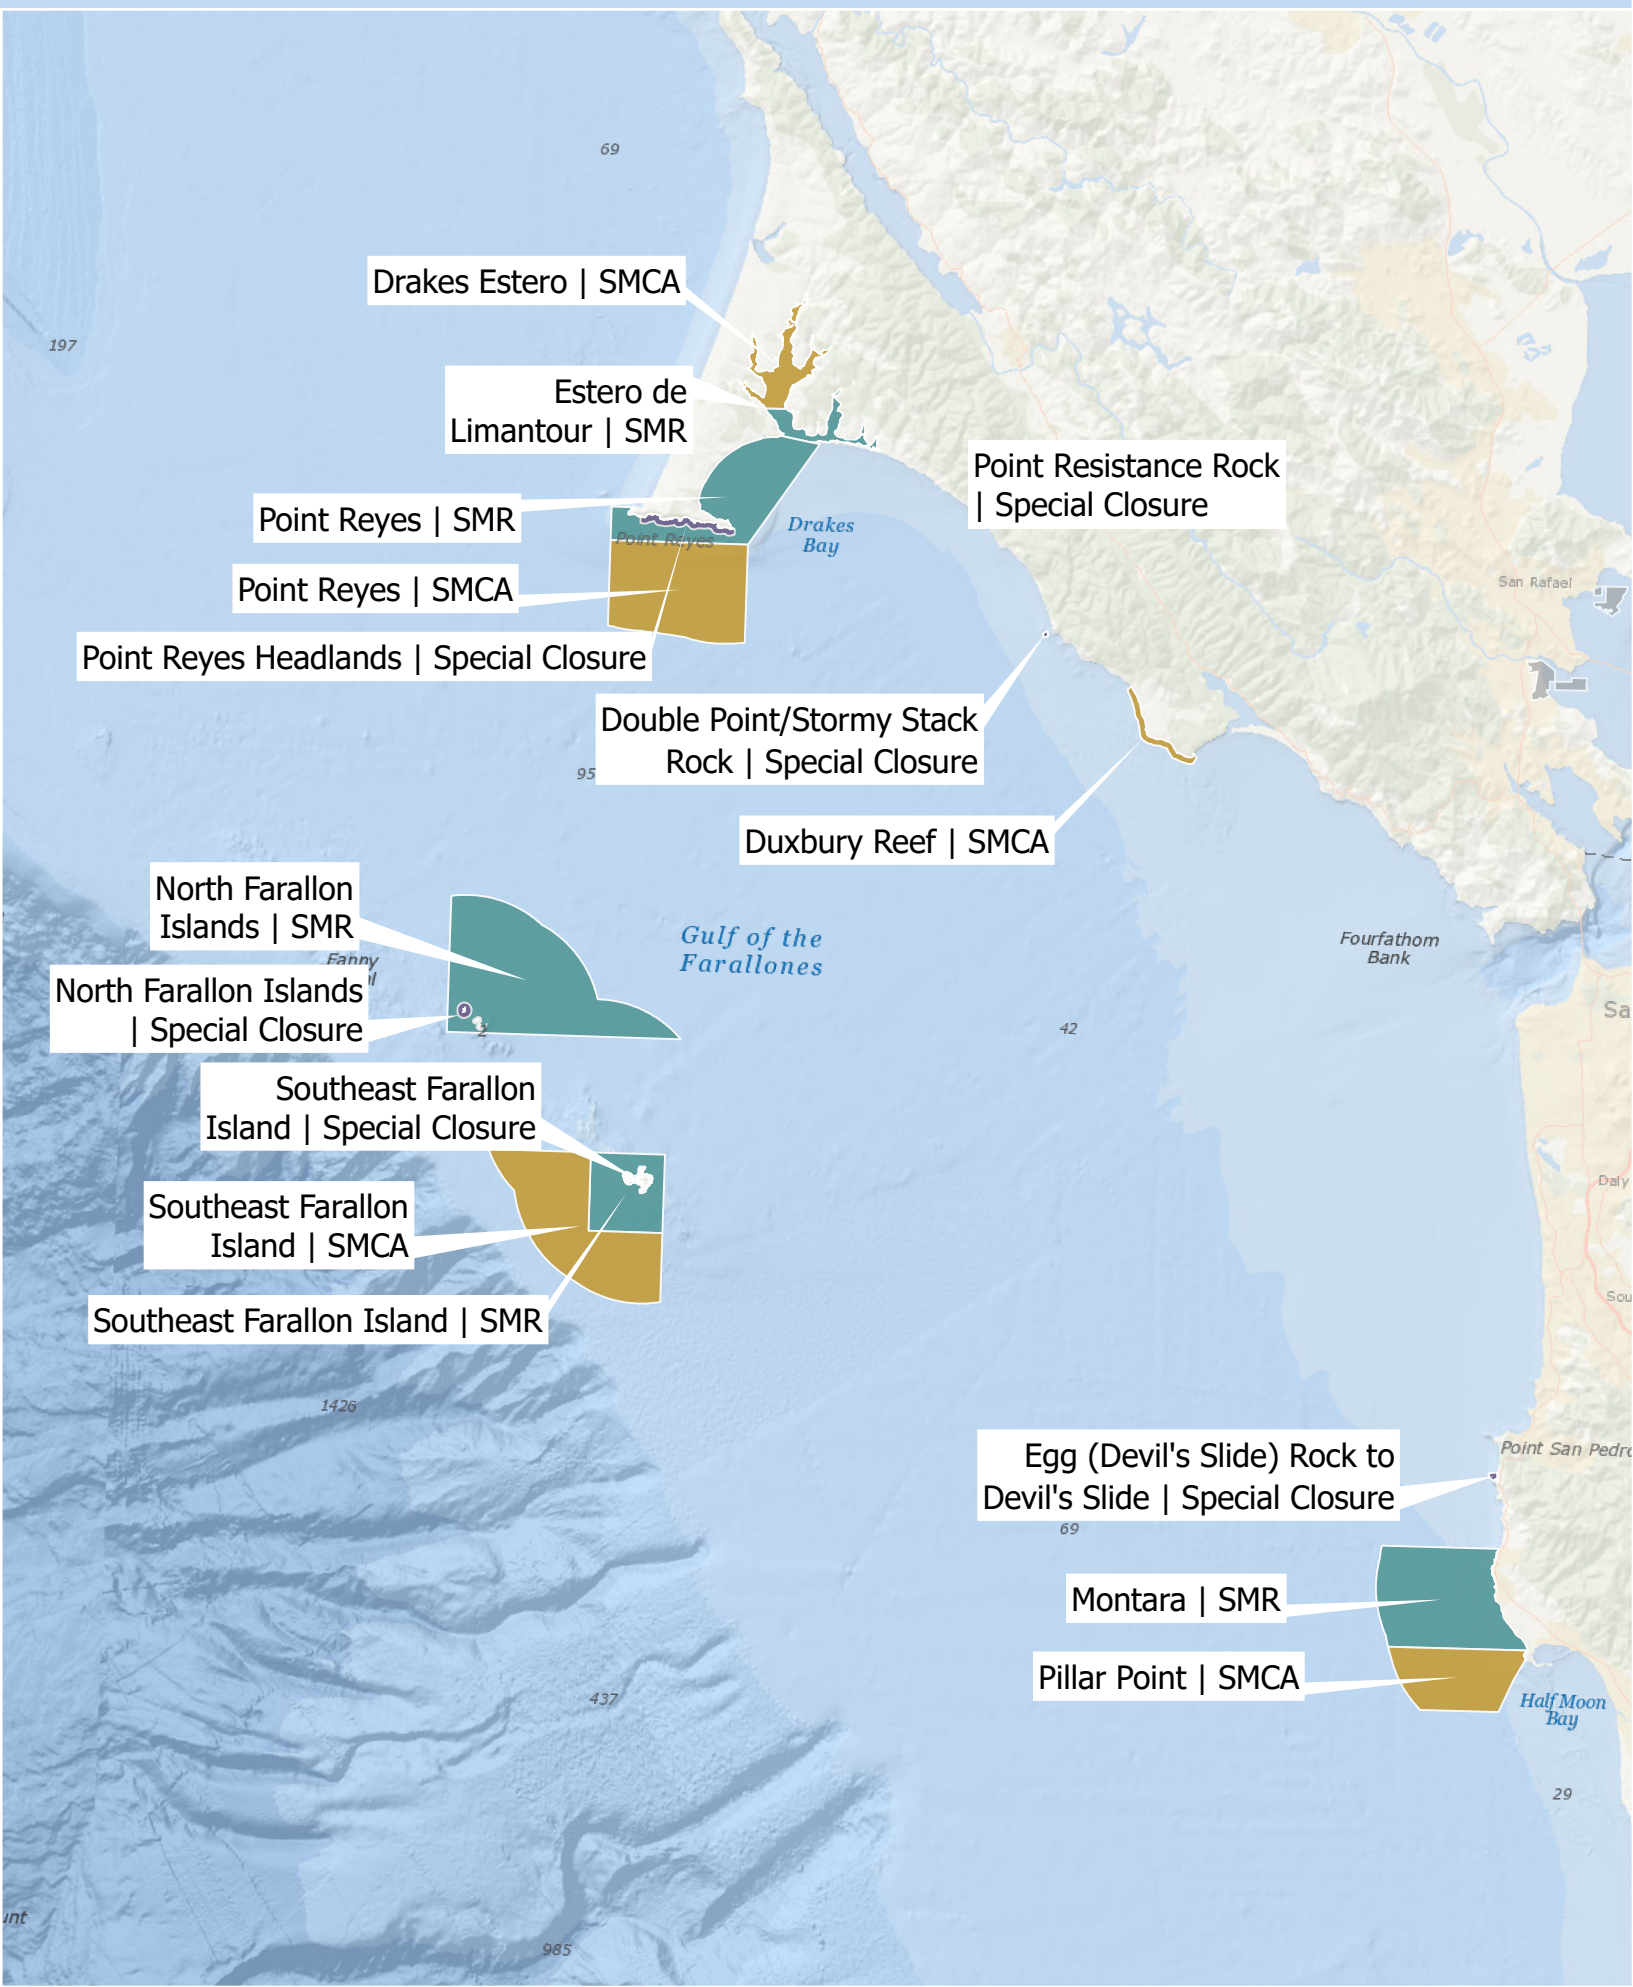 69
Drakes Estero | SMCA
197
Estero de
Limantour | SMR
Point Resistance Rock
| Special Closure
Point Reyes | SMR
Drakes
Bay
Point Reyes
San Rafael
Point Reyes | SMCA
Point Reyes Headlands | Special Closure
Double Point/Stormy Stack
Rock | Special Closure
95
Duxbury Reef | SMCA
North Farallon
Islands | SMR
Gulf of the
Farallones
Fourfathom
Bank
Fanny
North Farallon Islands
| Special Closure
2
42
Sa
Southeast Farallon
Island | Special Closure
Daly
Southeast Farallon
Island | SMCA
Sou
Southeast Farallon Island | SMR
1426
Egg (Devil's Slide) Rock to
Devil's Slide | Special Closure
Point San Pedro
69
Montara | SMR
Pillar Point | SMCA
437
Half Moon
Bay
29
unt
985